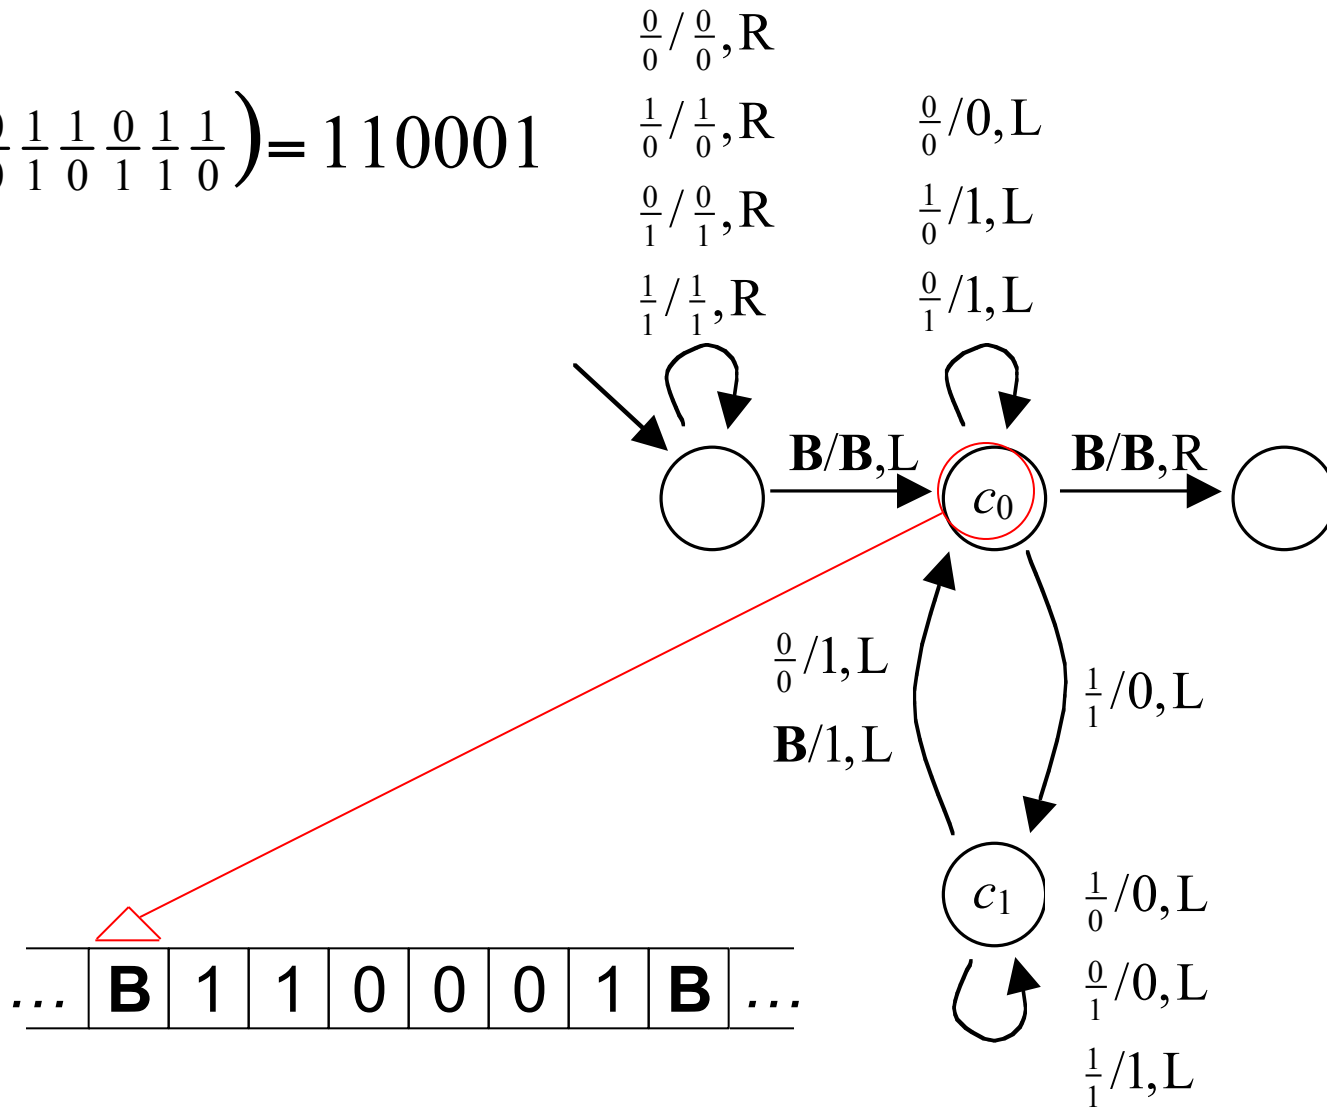 0/0, R
1/0 / 1/0, R
0/1 / 0/1, R
1/1 / 1/1, R
0/0 /0, L
1/0 /1, L
0/1 /1, L
1/1 1/0 0/1 1/1 1/0 ) = 110001
B/B, L
c0
B/B, R
0/0 /1, L
B/1, L
1/1 /0, L
c1
1/0 /0, L
0/1 /0, L
1/1 /1, L
... B 1 1 0 0 0 1 B ...